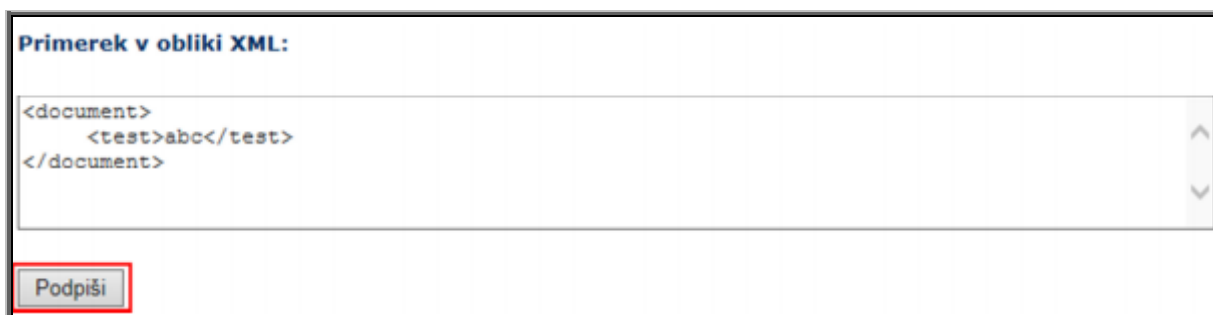 Primerek v obliki XML:
<document>
<test>abc</test>
</document>
Podpiši